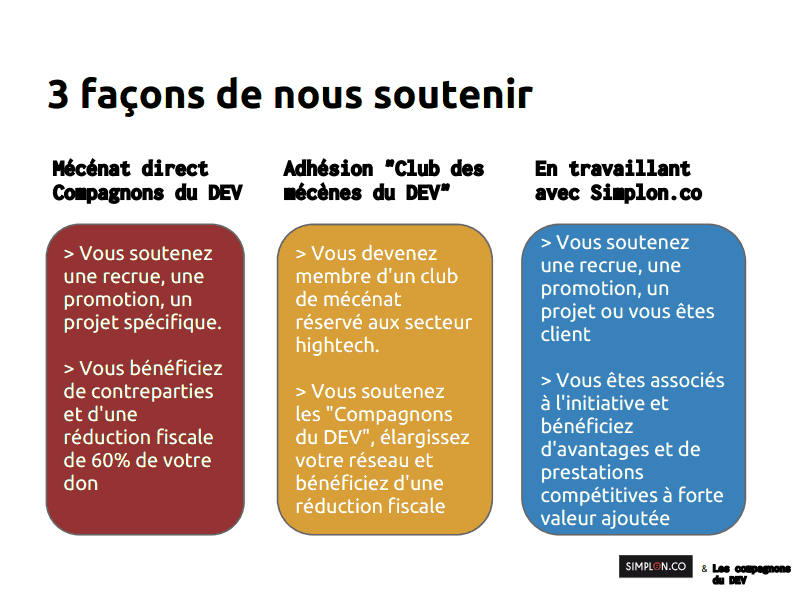 3 façons de nous soutenir
Mécénat direct
Compagnons du DEV
> Vous soutenez
une recrue, une
promotion, un
projet spécifique.
> Vous bénéficiez
de contreparties
et d'une
réduction fiscale
de 60% de votre
don
Adhésion "Club des
mécènes du DEV"
> Vous devenez
membre d'un club
de mécénat
réservé aux secteur
hightech.
> Vous soutenez
les "Compagnons
du DEV", élargissez
votre réseau et
bénéficiez d'une
réduction fiscale
En travaillant
avec Simplon.co
> Vous soutenez
une recrue, une
promotion, un
projet ou vous êtes
client
> Vous êtes associés
à l'initiative et
bénéficiez
d'avantages et de
prestations
compétitives à forte
valeur ajoutée
SIMPLON.CO & Les compagnons
du DEV